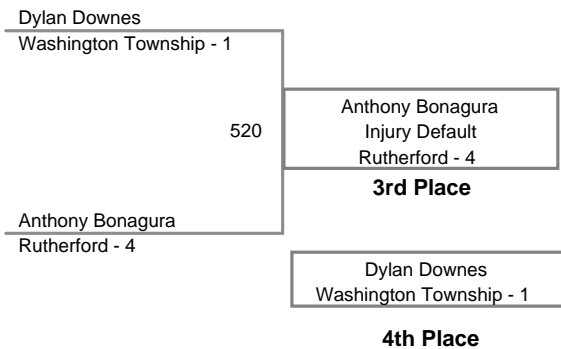 Dylan Downes
Washington Township - 1
520
Anthony Bonagura
Injury Default
Rutherford - 4
3rd Place
Anthony Bonagura
Rutherford - 4
Dylan Downes
Washington Township - 1
4th Place